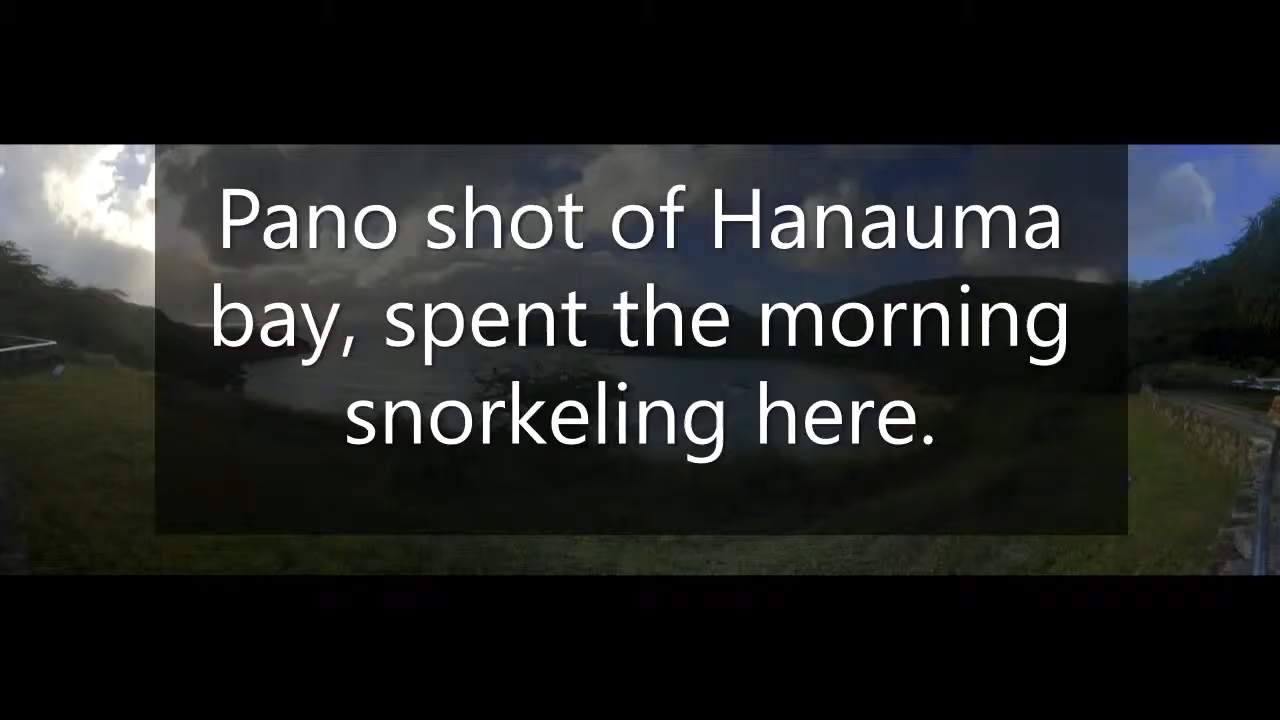 Pano shot of Hanauma
bay, spent the morning
snorkeling here.